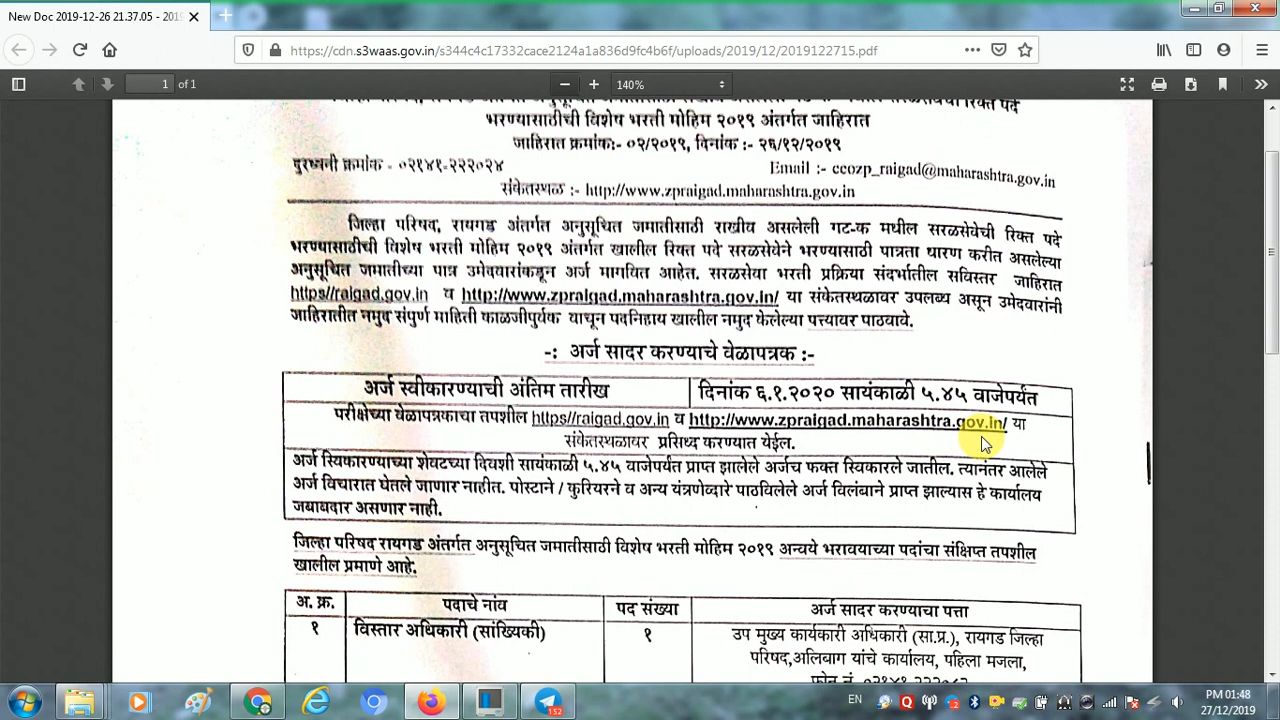 New Doc 2019-12-26 21.37.05 - 2019
https://cdn.s3waas.gov.in/s344c4c17332cace2124a1a836d9fc4b6f/uploads/2019/12/2019122715.pdf
1 of 1
140%
भरण्यासाठीची विशेष भरती मोहिम २०१९ अंतर्गत जाहिरात
जाहिरात क्रमांकः- ०२/२०१९, दिनांक :- २६/१२/२०१९
दुरध्वनी क्रमांक - ०२१४१-२२२०२४ Email :- ceozp_raigad@maharashtra.gov.in
संकेतस्थळ :- http://www.zpraigad.maharashtra.gov.in
जिल्हा परिषद, रायगड अंतर्गत अनुसूचित जमातीसाठी राखीव असलेली गट-क मधील सरळसेवेची रिक्त पदे
भरण्यासाठीची विशेष भरती मोहिम २०१९ अंतर्गत खालील रिक्त पदे सरळसेवेने भरण्यासाठी पात्रता धारण करीत असलेल्या
अनुसूचित जमातीच्या पात्र उमेदवारांकडून अर्ज मागवित आहेत. सरळसेवा भरती प्रक्रिया संदर्भातील सविस्तर जाहिरात
https//raigad.gov.in व http://www.zpraigad.maharashtra.gov.in/ या संकेतस्थळावर उपलब्ध असून उमेदवारांनी
जाहिरातीत नमुद संपुर्ण माहिती काळजीपुर्वक वाचून पदनिहाय खालील नमुद केलेल्या पत्त्यावर पाठवावे.
-: अर्ज सादर करण्याचे वेळापत्रक :-
अर्ज स्वीकारण्याची अंतिम तारीख दिनांक ६.१.२०२० सायंकाळी ५.४५ वाजेपर्यंत
परीक्षेच्या वेळापत्रकाचा तपशील https//raigad.gov.in व http://www.zpraigad.maharashtra.gov.in/ या
संकेतस्थळावर प्रसिध्द करण्यात येईल.
अर्ज स्विकारण्याच्या शेवटच्या दिवशी सायंकाळी ५.४५ वाजेपर्यंत प्राप्त झालेले अर्जच फक्त स्विकारले जातील. त्यानंतर आलेले
अर्ज विचारात घेतले जाणार नाहीत. पोस्टाने / कुरियरने व अन्य यंत्रणेव्दारे पाठविलेले अर्ज विलंबाने प्राप्त झाल्यास हे कार्यालय
जबाबदार असणार नाही.
जिल्हा परिषद रायगड अंतर्गत अनुसूचित जमातीसाठी विशेष भरती मोहिम २०१९ अन्वये भरावयाच्या पदांचा संक्षिप्त तपशील
खालील प्रमाणे आहे.
अ. क्र. पदाचे नांव पद संख्या अर्ज सादर करण्याचा पत्ता
१ विस्तार अधिकारी (सांख्यिकी) १ उप मुख्य कार्यकारी अधिकारी (सा.प्र.), रायगड जिल्हा
परिषद,अलिबाग यांचे कार्यालय, पहिला मजला,
EN
PM 01:48
27/12/2019
152